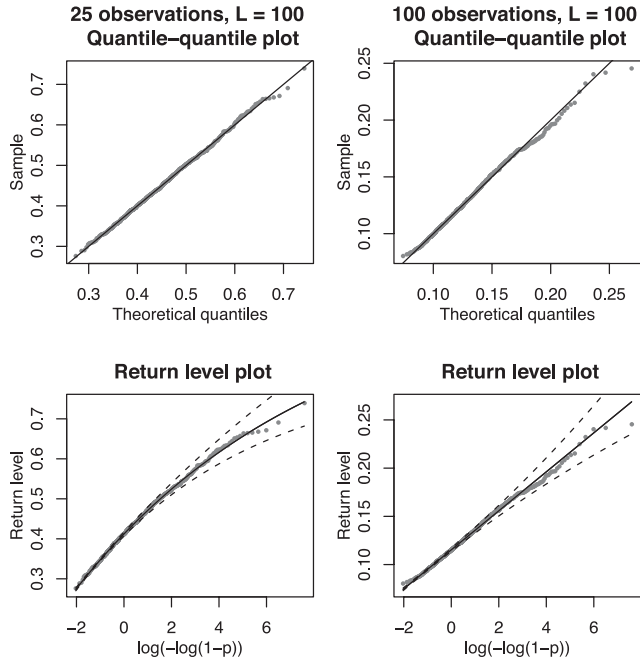 25 observations, L = 100
Quantile–quantile plot
0.7
0.6
0.5
0.4
0.3
Sample
0.3 0.4 0.5 0.6 0.7
Theoretical quantiles
100 observations, L = 100
Quantile–quantile plot
0.25
0.20
0.15
0.10
Sample
0.10 0.15 0.20 0.25
Theoretical quantiles
Return level plot
0.7
0.6
0.5
0.4
0.3
Return level
−2 0 2 4 6
log(−log(1−p))
Return level plot
0.25
0.20
0.15
0.10
Return level
−2 0 2 4 6
log(−log(1−p))